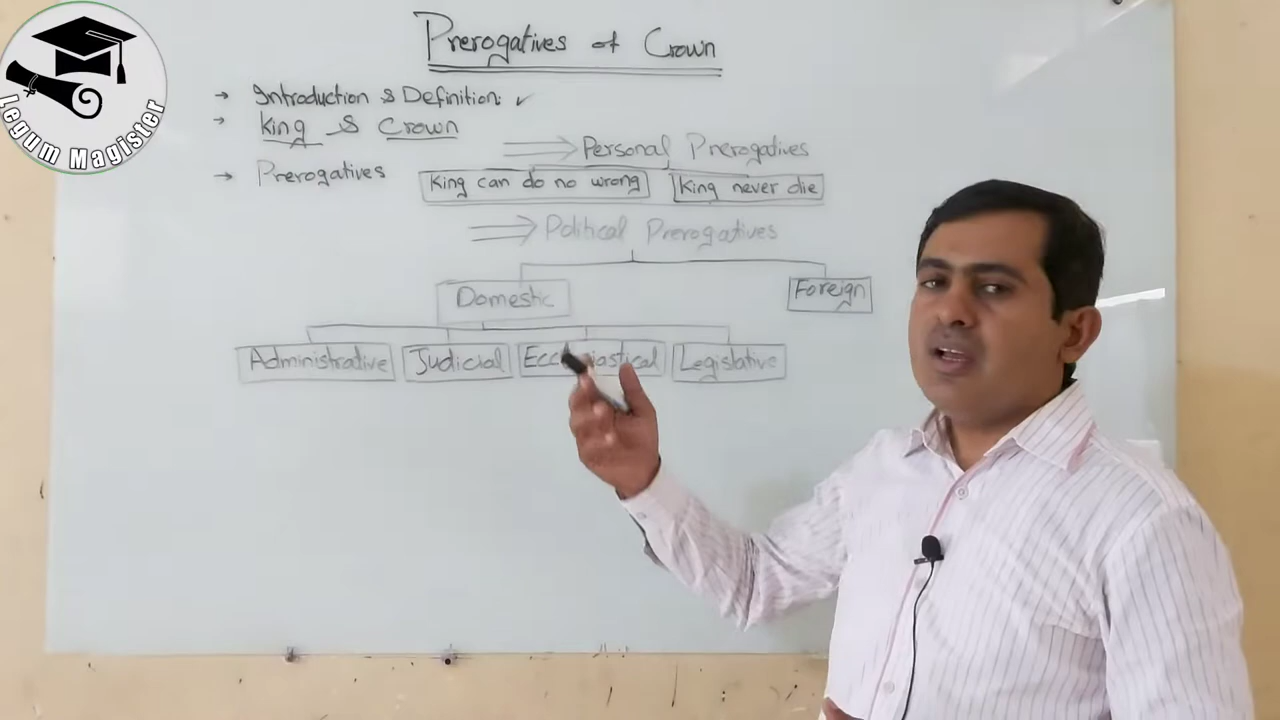 Prerogatives of Crown
→ Introduction & Definition: ✓
→ King & Crown
⇒ Personal Prerogatives
→ Prerogatives
King can do no wrong King never die
⇒ Political Prerogatives
Domestic Foreign
Administrative Judicial Legislative
Legum Magister